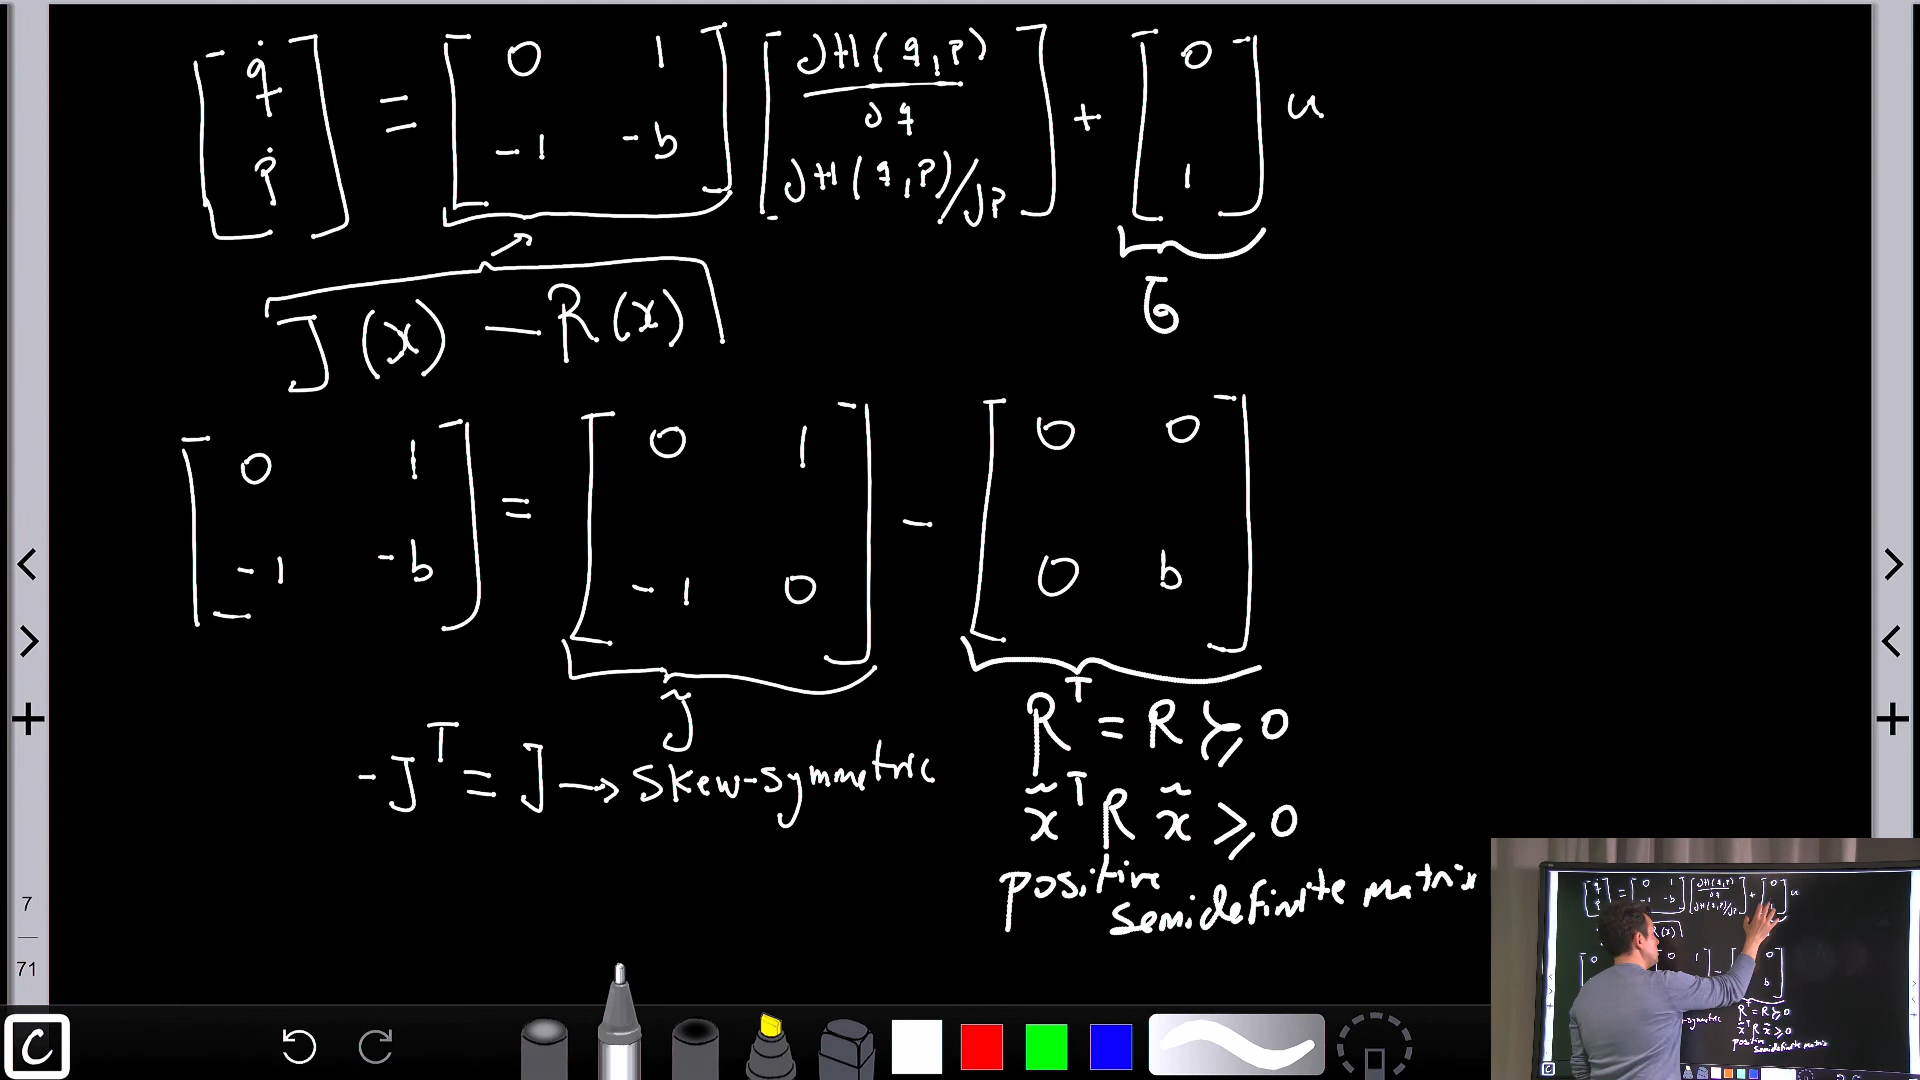 [q̇ ṗ] = [0 1; -1 -b] [∂H(q,p)/∂q; ∂H(q,p)/∂p] + [0; 1] u
J(x) - R(x)
G
[0 1; -1 -b] = [0 1; -1 0] - [0 0; 0 b]
J̃
R^T = R ≽ 0
-J^T = J → Skew-symmetric
x̃^T R x̃ ≥ 0
positive
semidefinite matrix
7
71